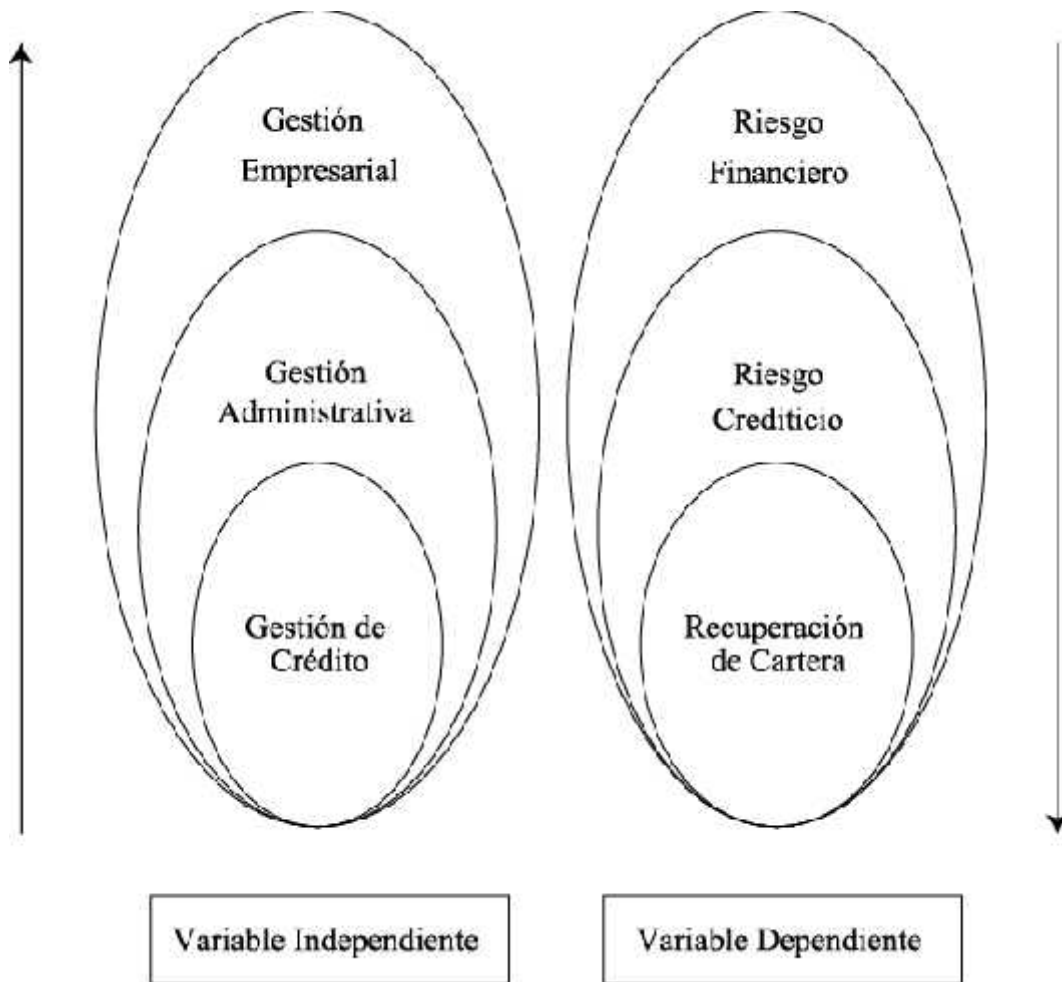 Gestión
Empresarial
Gestión
Administrativa
Gestión de
Crédito
Variable Independiente
Riesgo
Financiero
Riesgo
Crediticio
Recuperación
de Cartera
Variable Dependiente